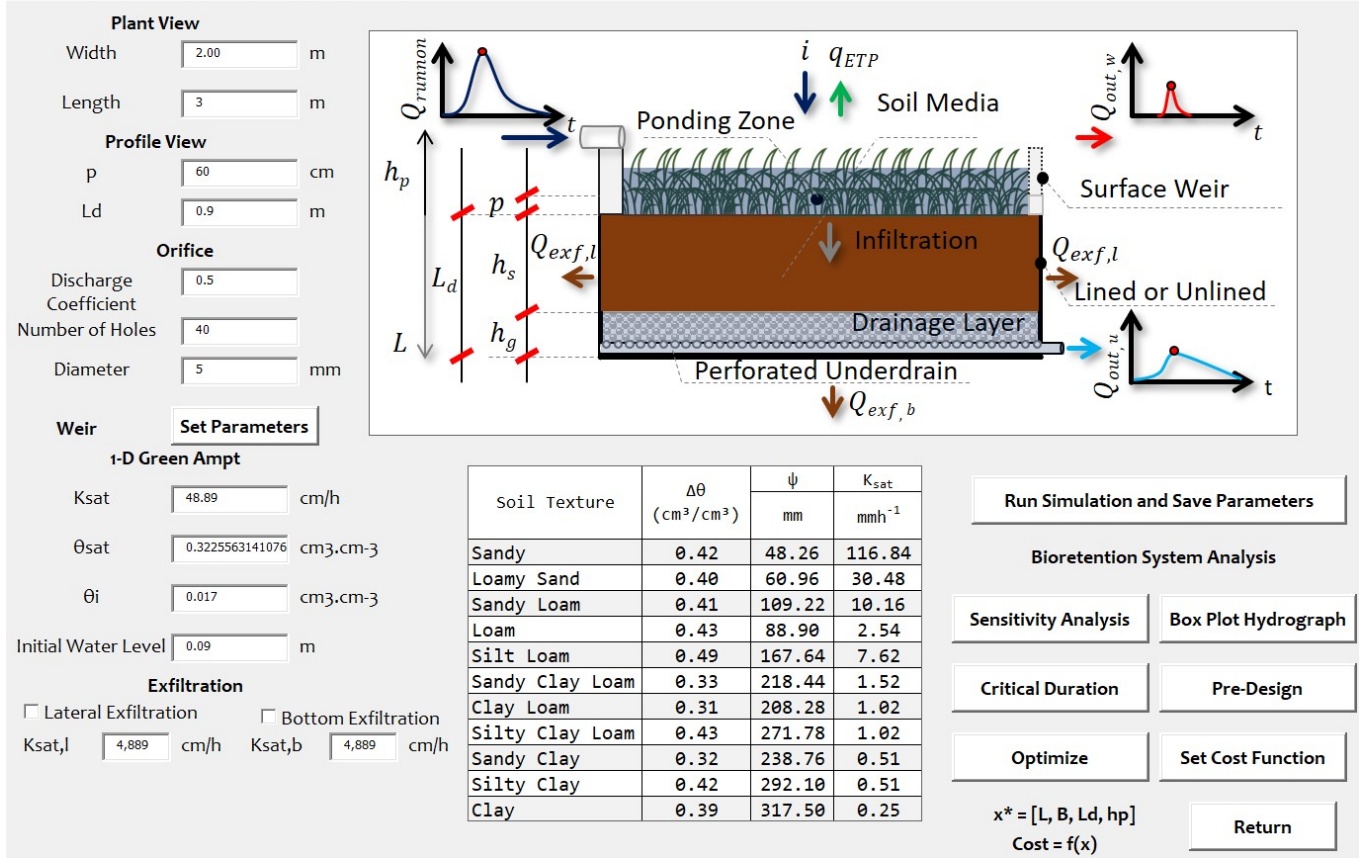 Plant View
Width 2.00 m
Length 3 m
Profile View
p 60 cm
Ld 0.9 m
Orifice
Discharge
Coefficient
0.5
Number of Holes 40
Diameter 5 mm
Weir Set Parameters
1-D Green Ampt
Ksat 48.89 cm/h
θsat 0.3225563141076 cm3.cm-3
θi 0.017 cm3.cm-3
Initial Water Level 0.09 m
Exfiltration
Lateral Exfiltration Bottom Exfiltration
Ksat,l 4,889 cm/h Ksat,b 4,889 cm/h
Q_runnon
t
i q_ETP
Soil Media
Ponding Zone
Q_out,w
t
h_p
Surface Weir
p
Infiltration
Q_exf,l
Q_exf,l
L_d
h_s
Lined or Unlined
Drainage Layer
h_g
L
Perforated Underdrain
Q_out,u
t
Q_exf,b
Soil Texture Δθ (cm³/cm³) ψ mm K_sat mmh⁻¹
Sandy 0.42 48.26 116.84
Loamy Sand 0.40 60.96 30.48
Sandy Loam 0.41 109.22 10.16
Loam 0.43 88.90 2.54
Silt Loam 0.49 167.64 7.62
Sandy Clay Loam 0.33 218.44 1.52
Clay Loam 0.31 208.28 1.02
Silty Clay Loam 0.43 271.78 1.02
Sandy Clay 0.32 238.76 0.51
Silty Clay 0.42 292.10 0.51
Clay 0.39 317.50 0.25
Run Simulation and Save Parameters
Bioretention System Analysis
Sensitivity Analysis Box Plot Hydrograph
Critical Duration Pre-Design
Optimize Set Cost Function
x* = [L, B, Ld, hp]
Cost = f(x)
Return